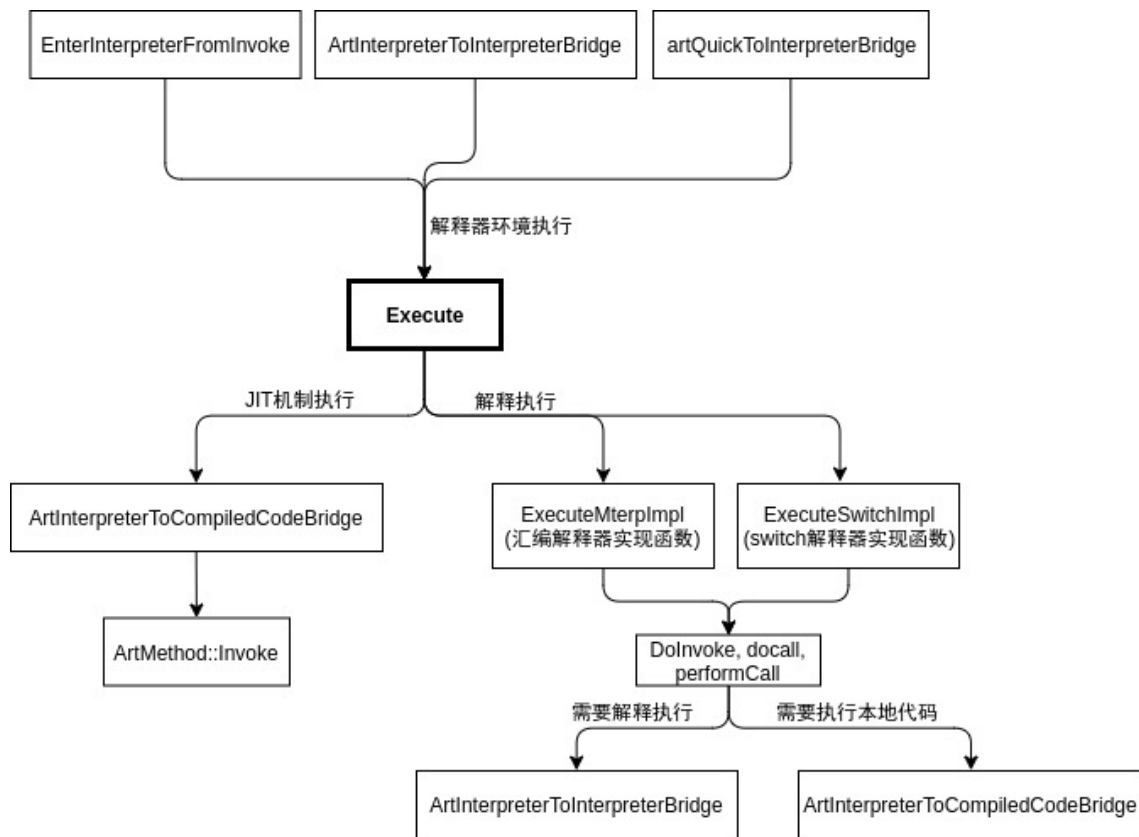 EnterInterpreterFromInvoke
ArtInterpreterToInterpreterBridge
artQuickToInterpreterBridge
解释器环境执行
Execute
JIT机制执行
解释执行
ArtInterpreterToCompiledCodeBridge
ExecuteMterpImpl
(汇编解释器实现函数)
ExecuteSwitchImpl
(switch解释器实现函数)
ArtMethod::Invoke
DoInvoke, docall,
performCall
需要解释执行
需要执行本地代码
ArtInterpreterToInterpreterBridge
ArtInterpreterToCompiledCodeBridge